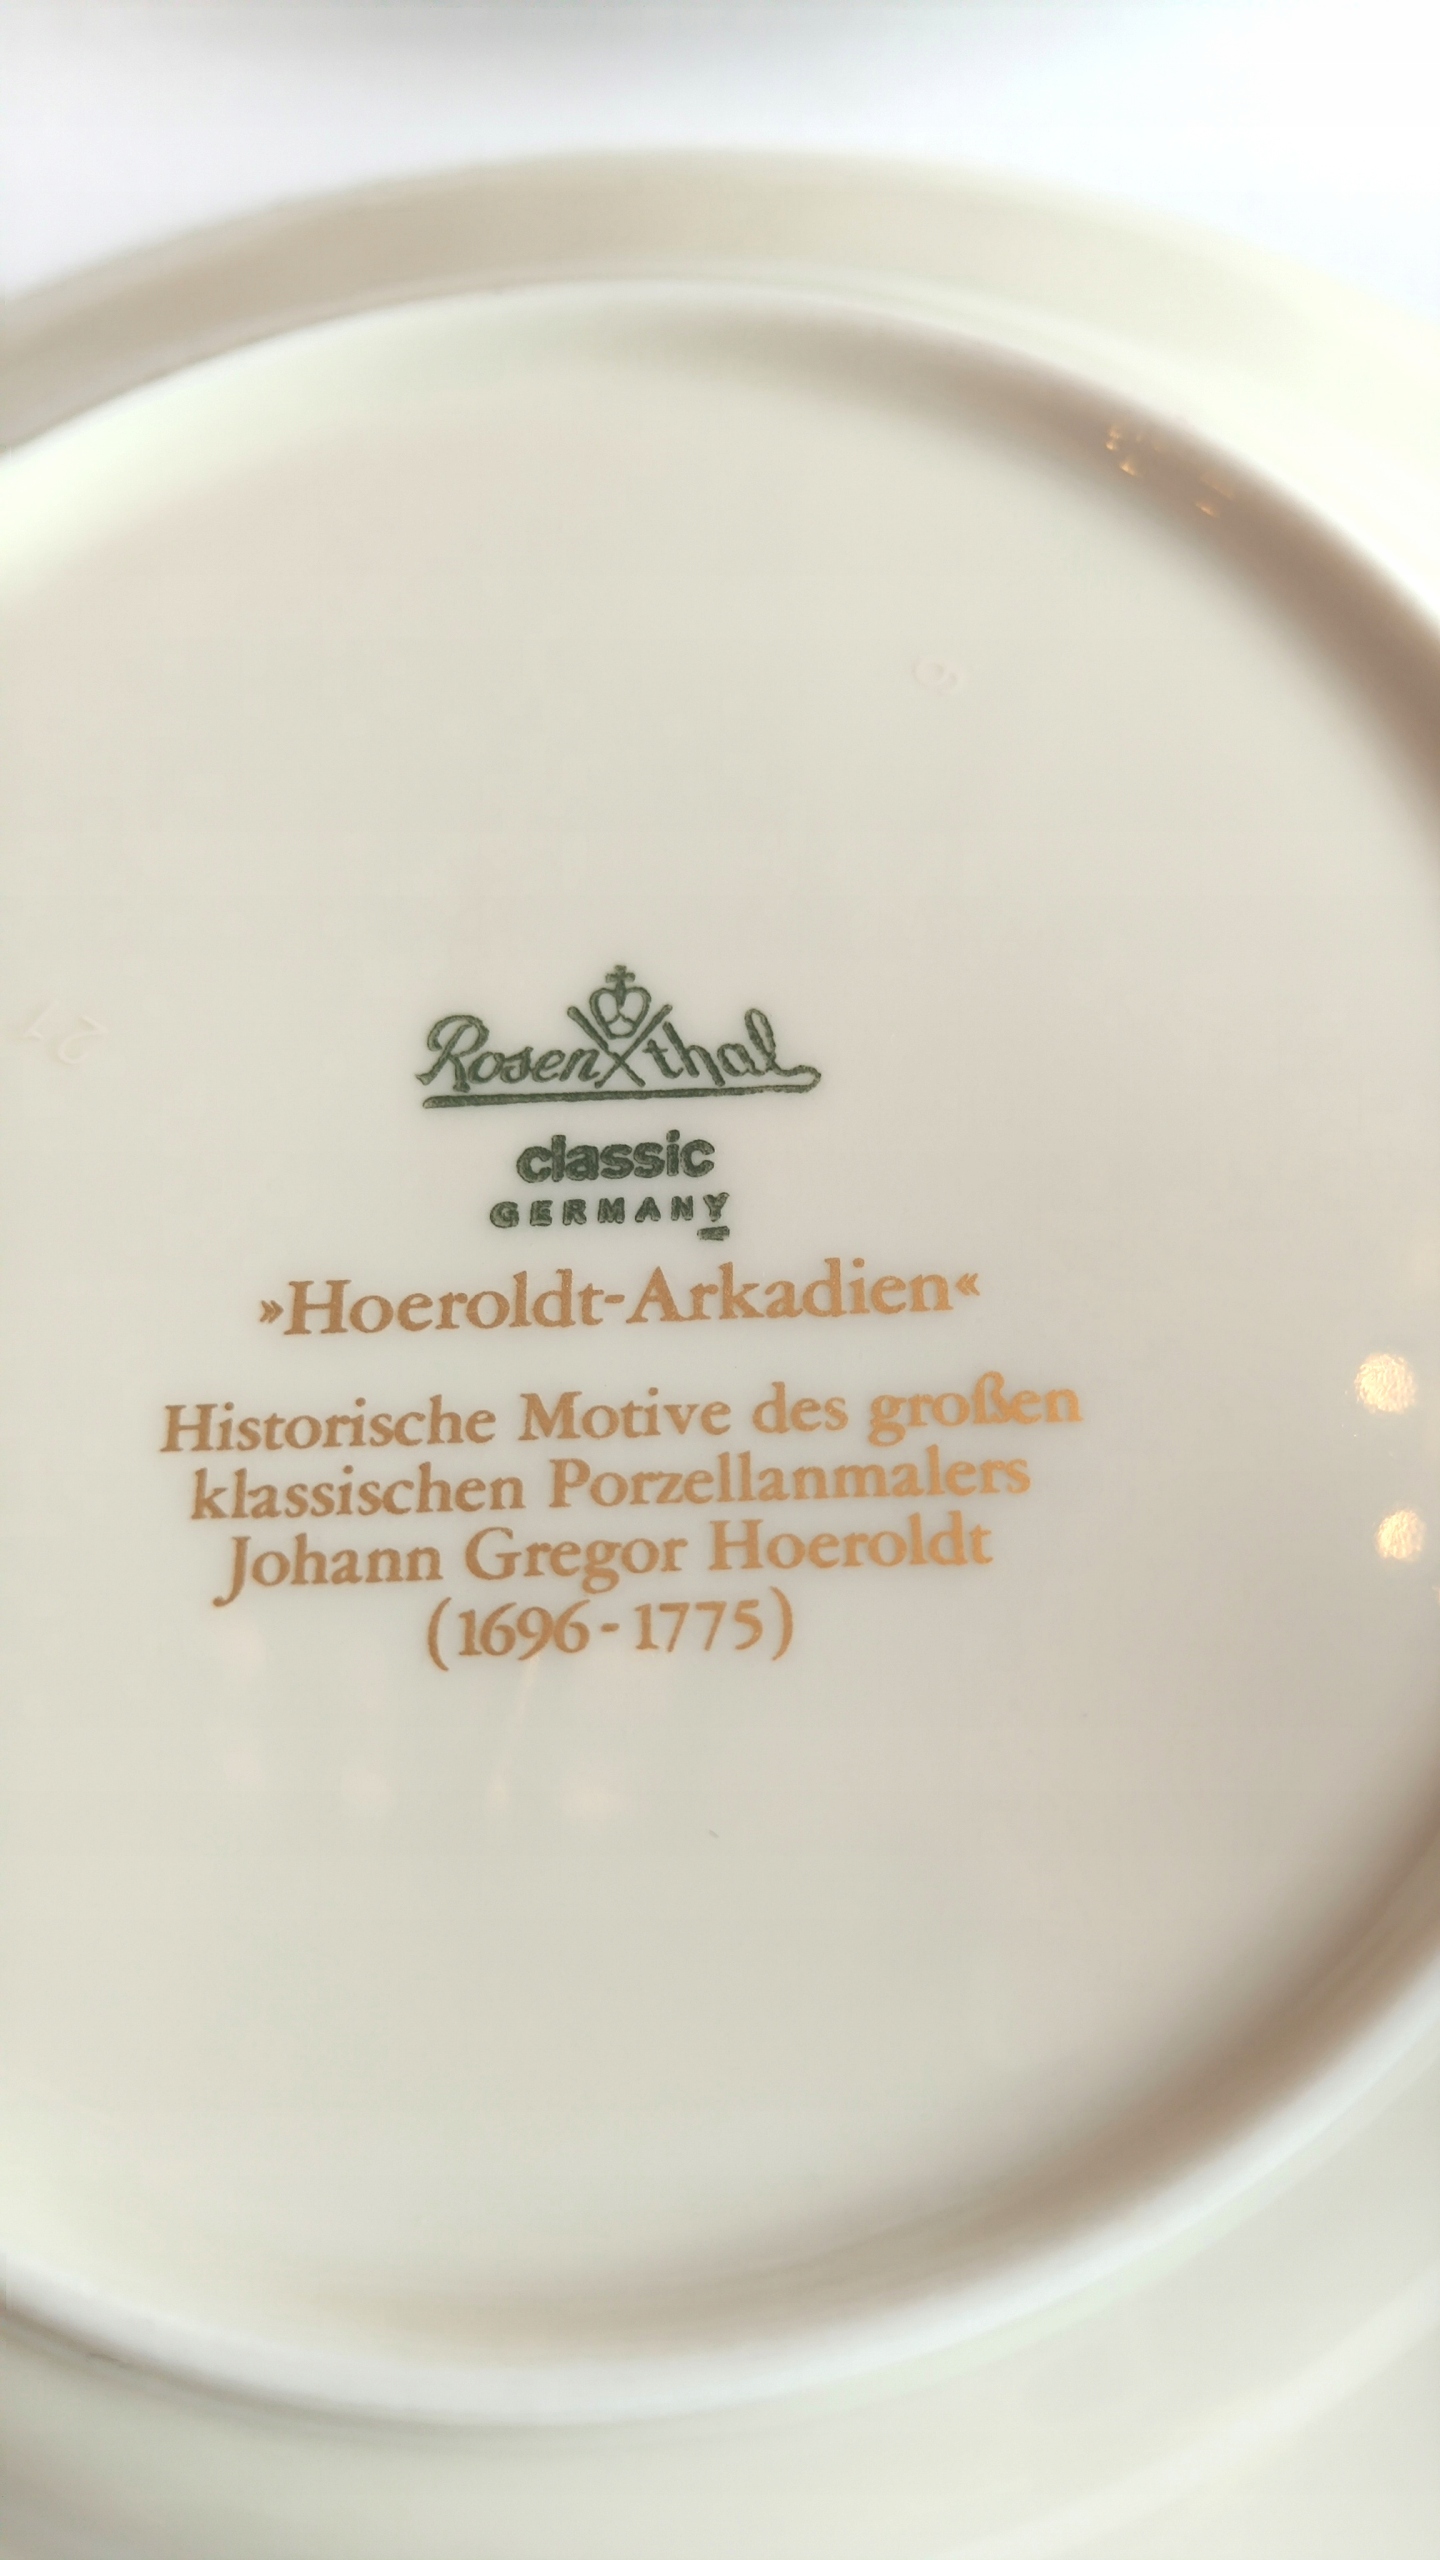 Rosenthal
classic
GERMANY
»Hoeroldt-Arkadien«
Historische Motive des großen
klassischen Porzellanmalers
Johann Gregor Hoeroldt
(1696-1775)